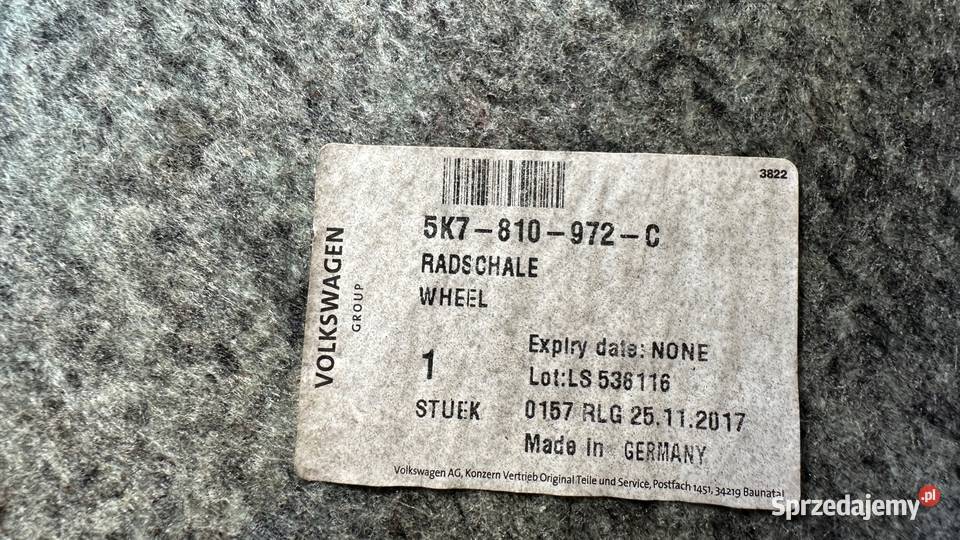 3822
5K7-810-972-C
RADSCHALE
WHEEL
VOLKSWAGEN
GROUP
1
STUEK
Expiry date: NONE
Lot:LS 536116
0157 RLG 25.11.2017
Made in GERMANY
Volkswagen AG, Konzern Vertrieb Original Teile und Service, Postfach 1451, 34219 Baunatal
Sprzedajemy.pl